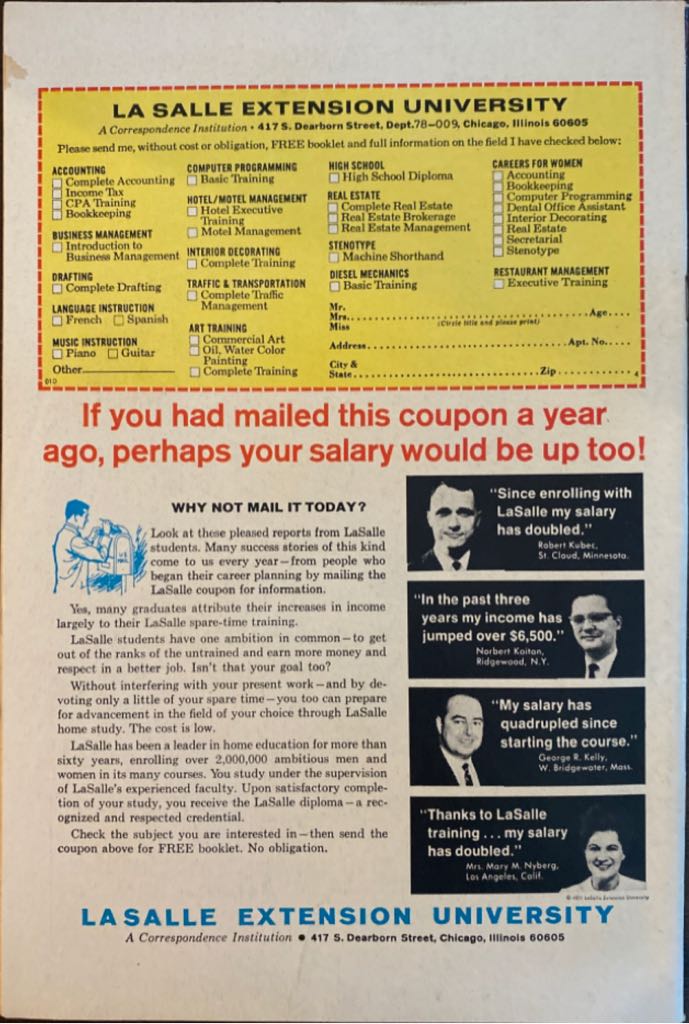 LA SALLE EXTENSION UNIVERSITY
A Correspondence Institution • 417 S. Dearborn Street, Dept.78-009, Chicago, Illinois 60605
Please send me, without cost or obligation, FREE booklet and full information on the field I have checked below:
ACCOUNTING
Complete Accounting
Income Tax
CPA Training
Bookkeeping
BUSINESS MANAGEMENT
Introduction to
Business Management
DRAFTING
Complete Drafting
LANGUAGE INSTRUCTION
French Spanish
MUSIC INSTRUCTION
Piano Guitar
Other
010
COMPUTER PROGRAMMING
Basic Training
HOTEL/MOTEL MANAGEMENT
Hotel Executive
Training
Motel Management
INTERIOR DECORATING
Complete Training
TRAFFIC & TRANSPORTATION
Complete Traffic
Management
ART TRAINING
Commercial Art
Oil, Water Color
Painting
Complete Training
HIGH SCHOOL
High School Diploma
REAL ESTATE
Complete Real Estate
Real Estate Brokerage
Real Estate Management
STENOTYPE
Machine Shorthand
DIESEL MECHANICS
Basic Training
CAREERS FOR WOMEN
Accounting
Bookkeeping
Computer Programming
Dental Office Assistant
Interior Decorating
Real Estate
Secretarial
Stenotype
RESTAURANT MANAGEMENT
Executive Training
Mr.
Mrs. Age
Miss (Circle title and please print)
Address Apt. No.
City &
State Zip 4
If you had mailed this coupon a year
ago, perhaps your salary would be up too!
WHY NOT MAIL IT TODAY?
U.S. MAIL
Look at these pleased reports from LaSalle
students. Many success stories of this kind
come to us every year—from people who
began their career planning by mailing the
LaSalle coupon for information.
Yes, many graduates attribute their increases in income
largely to their LaSalle spare-time training.
LaSalle students have one ambition in common—to get
out of the ranks of the untrained and earn more money and
respect in a better job. Isn't that your goal too?
Without interfering with your present work—and by de-
voting only a little of your spare time—you too can prepare
for advancement in the field of your choice through LaSalle
home study. The cost is low.
LaSalle has been a leader in home education for more than
sixty years, enrolling over 2,000,000 ambitious men and
women in its many courses. You study under the supervision
of LaSalle's experienced faculty. Upon satisfactory comple-
tion of your study, you receive the LaSalle diploma—a rec-
ognized and respected credential.
Check the subject you are interested in—then send the
coupon above for FREE booklet. No obligation.
"Since enrolling with
LaSalle my salary
has doubled."
Robert Kubec,
St. Cloud, Minnesota.
"In the past three
years my income has
jumped over $6,500."
Norbert Kaiton,
Ridgewood, N.Y.
"My salary has
quadrupled since
starting the course."
George R. Kelly,
W. Bridgewater, Mass.
"Thanks to LaSalle
training . . . my salary
has doubled."
Mrs. Mary M. Nyberg,
Los Angeles, Calif.
© 1971 LaSalle Extension University
LASALLE EXTENSION UNIVERSITY
A Correspondence Institution • 417 S. Dearborn Street, Chicago, Illinois 60605